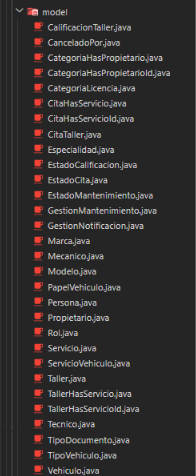 model
CalificacionTaller.java
CanceladoPor.java
CategoriaHasPropietario.java
CategoriaHasPropietarioId.java
CategoriaLicencia.java
CitaHasServicio.java
CitaHasServicioId.java
CitaTaller.java
Especialidad.java
EstadoCalificacion.java
EstadoCita.java
EstadoMantenimiento.java
GestionMantenimiento.java
GestionNotificacion.java
Marca.java
Mecanico.java
Modelo.java
PapelVehiculo.java
Persona.java
Propietario.java
Rol.java
Servicio.java
ServicioVehiculo.java
Taller.java
TallerHasServicio.java
TallerHasServicioId.java
Tecnico.java
TipoDocumento.java
TipoVehiculo.java
Vehiculo.java